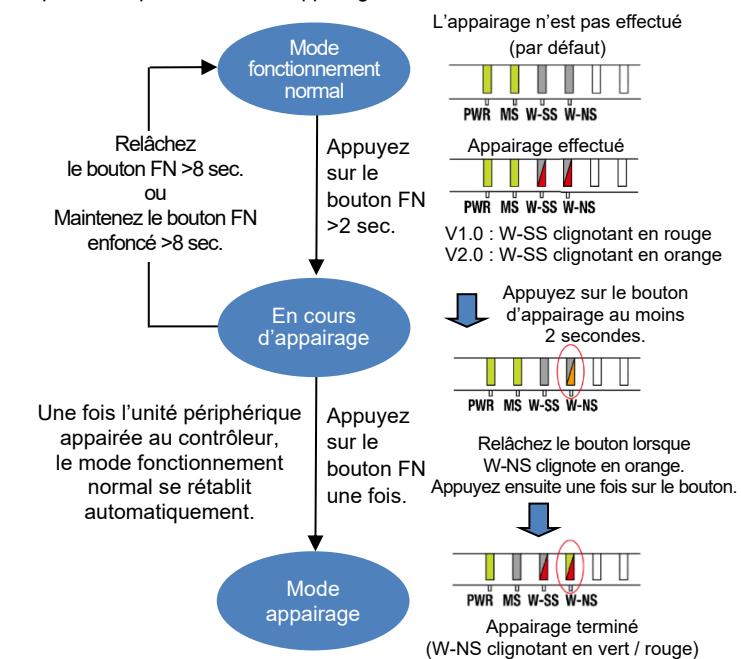 L'appairage n'est pas effectué
(par défaut)
Mode
fonctionnement
normal
PWR MS W-SS W-NS
Relâchez
le bouton FN >8 sec.
ou
Maintenez le bouton FN
enfoncé >8 sec.
Appuyez
sur le
bouton FN
>2 sec.
Appairage effectué
PWR MS W-SS W-NS
V1.0 : W-SS clignotant en rouge
V2.0 : W-SS clignotant en orange
En cours
d'appairage
Appuyez sur le bouton
d'appairage au moins
2 secondes.
PWR MS W-SS W-NS
Une fois l'unité périphérique
appairée au contrôleur,
le mode fonctionnement
normal se rétablit
automatiquement.
Appuyez
sur le
bouton FN
une fois.
Relâchez le bouton lorsque
W-NS clignote en orange.
Appuyez ensuite une fois sur le bouton.
Mode
appairage
PWR MS W-SS W-NS
Appairage terminé
(W-NS clignotant en vert / rouge)